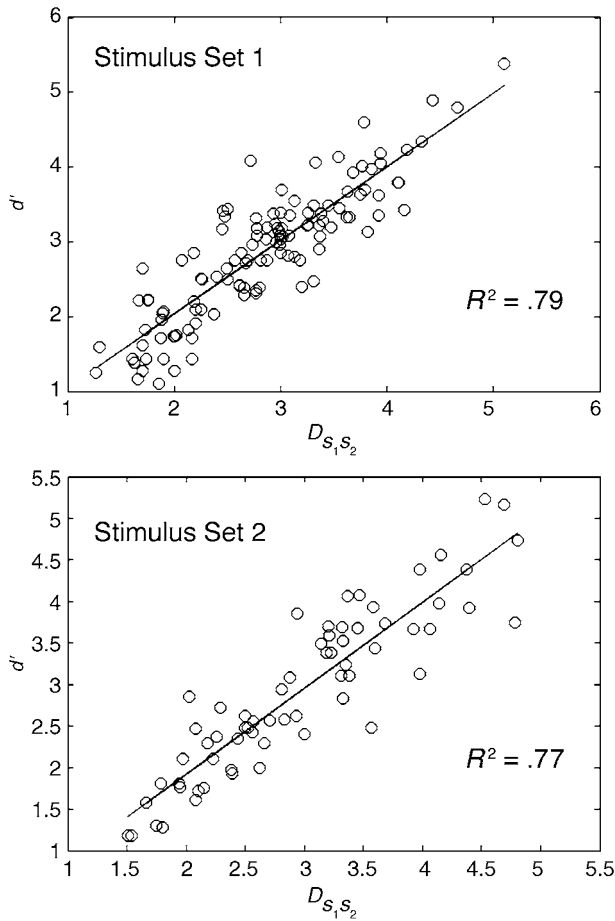 Stimulus Set 1
6
5
4
3
2
1
d′
R² = .79
1 2 3 4 5 6
D_{s₁s₂}
Stimulus Set 2
5.5
5
4.5
4
3.5
3
2.5
2
1.5
1
d′
R² = .77
1 1.5 2 2.5 3 3.5 4 4.5 5 5.5
D_{s₁s₂}